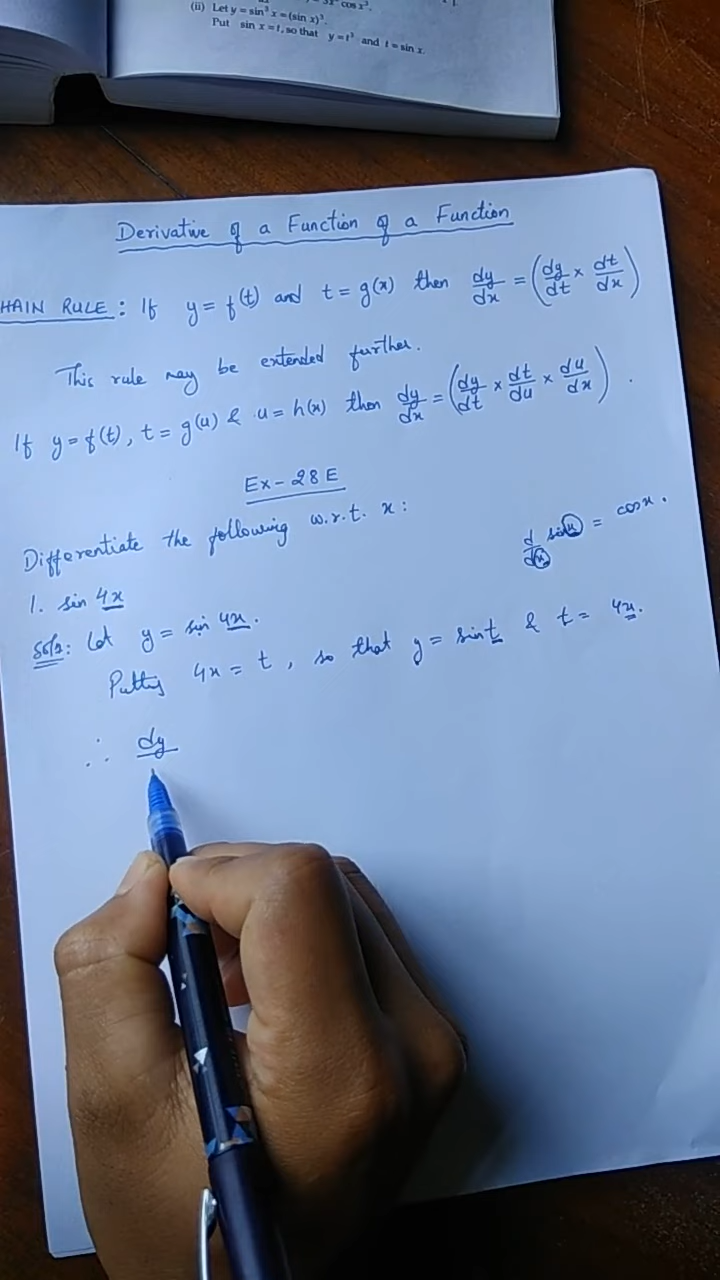 (ii) Let y = sin³ x = (sin x)³.
Put sin x = t, so that y = t³ and t = sin x.
Derivative of a Function of a Function
HAIN RULE : If y = f(t) and t = g(x) then dy/dx = (dy/dt × dt/dx)
This rule may be extended further.
If y = f(t), t = g(u) & u = h(x) then dy/dx = (dy/dt × dt/du × du/dx).
Ex - 28 E
Differentiate the following w.r.t. x :
d/dx sin x = cos x.
1. sin 4x
Soln: Let y = sin 4x.
Putting 4x = t, so that y = sin t & t = 4x.
∴ dy